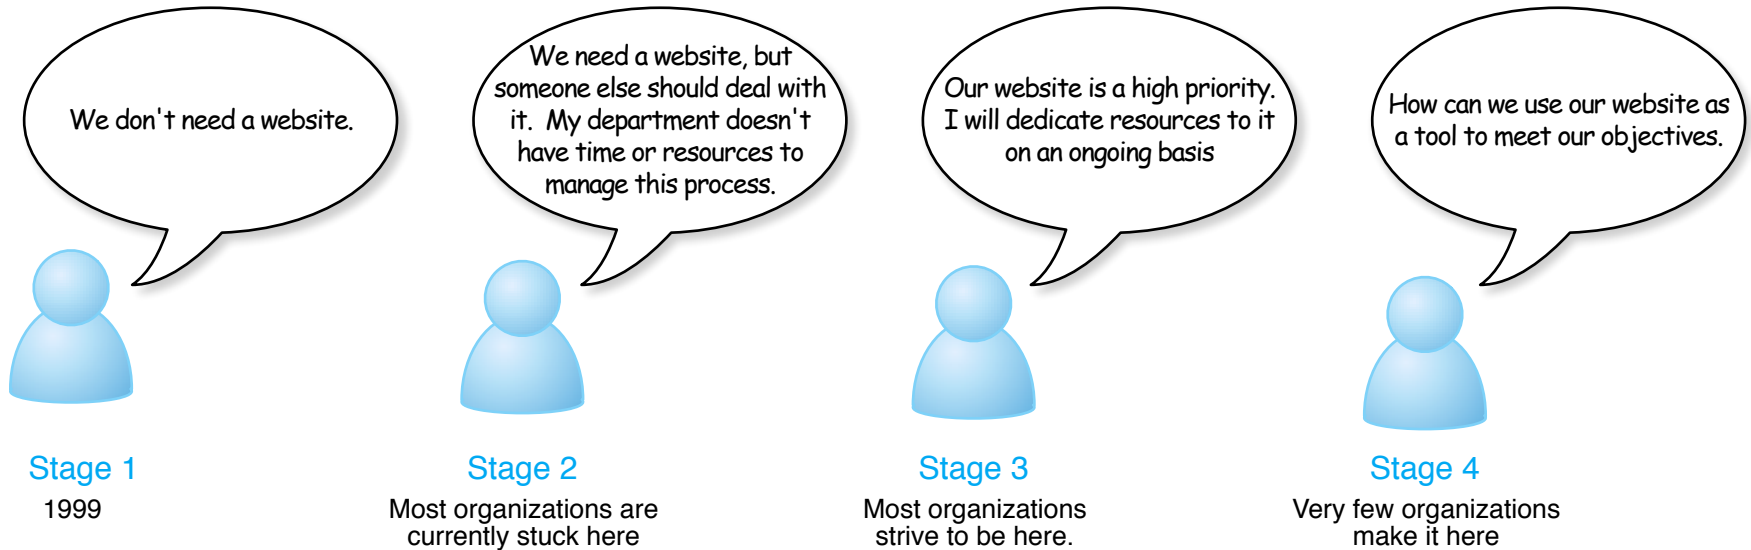 We don't need a website.
We need a website, but
someone else should deal with
it.  My department doesn't
have time or resources to
manage this process.
Our website is a high priority.
I will dedicate resources to it
on an ongoing basis
How can we use our website as
a tool to meet our objectives.
Stage 1
1999
Stage 2
Most organizations are
currently stuck here
Stage 3
Most organizations
strive to be here.
Stage 4
Very few organizations
make it here